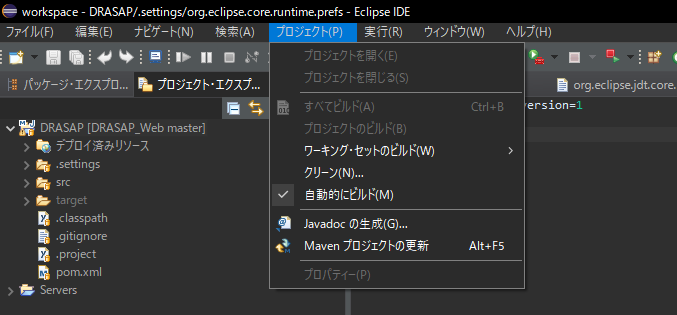 workspace - DRASAP/.settings/org.eclipse.core.runtime.prefs - Eclipse IDE
ファイル(F) 編集(E) ナビゲート(N) 検索(A) プロジェクト(P) 実行(R) ウィンドウ(W) ヘルプ(H)
パッケージ・エクスプロ... プロジェクト・エクスプ... org.eclipse.jdt.core.
version=1
DRASAP [DRASAP_Web master]
デプロイ済みリソース
.settings
src
target
.classpath
.gitignore
.project
pom.xml
Servers
プロジェクトを開く(E)
プロジェクトを閉じる(S)
すべてビルド(A) Ctrl+B
プロジェクトのビルド(B)
ワーキング・セットのビルド(W)
クリーン(N)...
自動的にビルド(M)
Javadoc の生成(G)...
Maven プロジェクトの更新 Alt+F5
プロパティー(P)